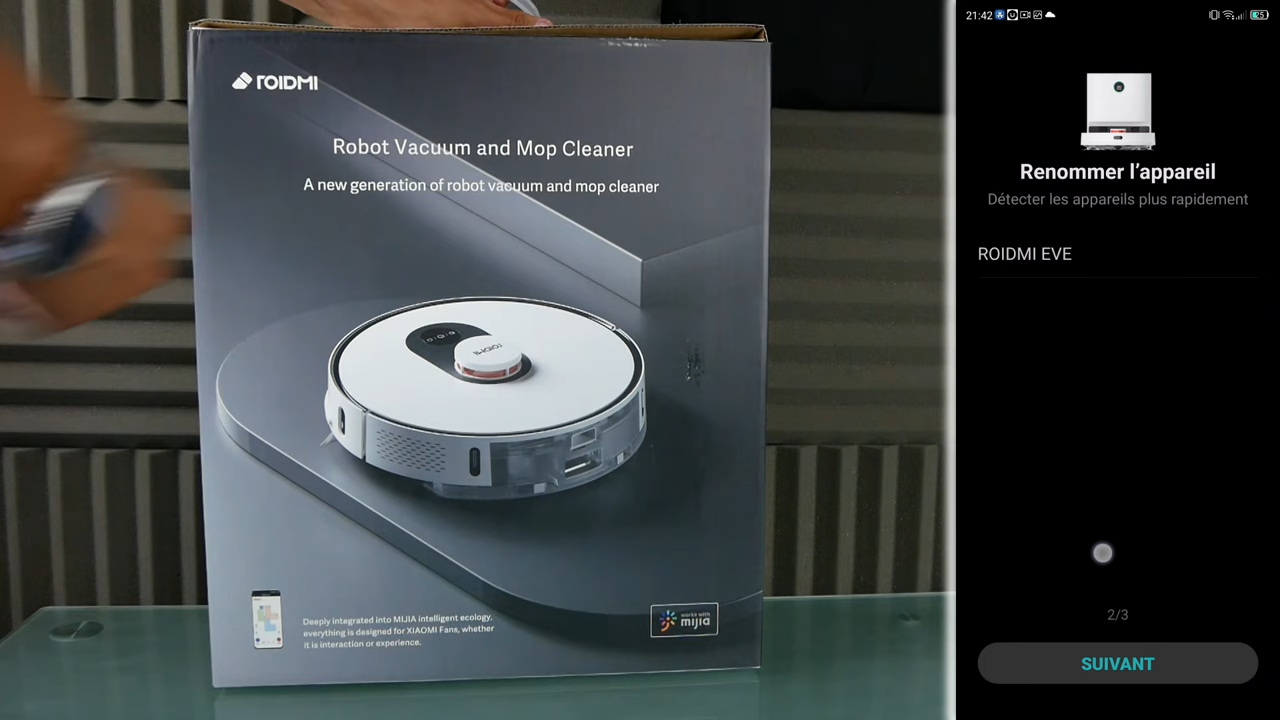 ROIDMI
Robot Vacuum and Mop Cleaner
A new generation of robot vacuum and mop cleaner
ROIDMI
Deeply integrated into MIJIA intelligent ecology,
everything is designed for XIAOMI Fans, whether
it is interaction or experience.
works with
mijia
21:42
25
Renommer l’appareil
Détecter les appareils plus rapidement
ROIDMI EVE
2/3
SUIVANT